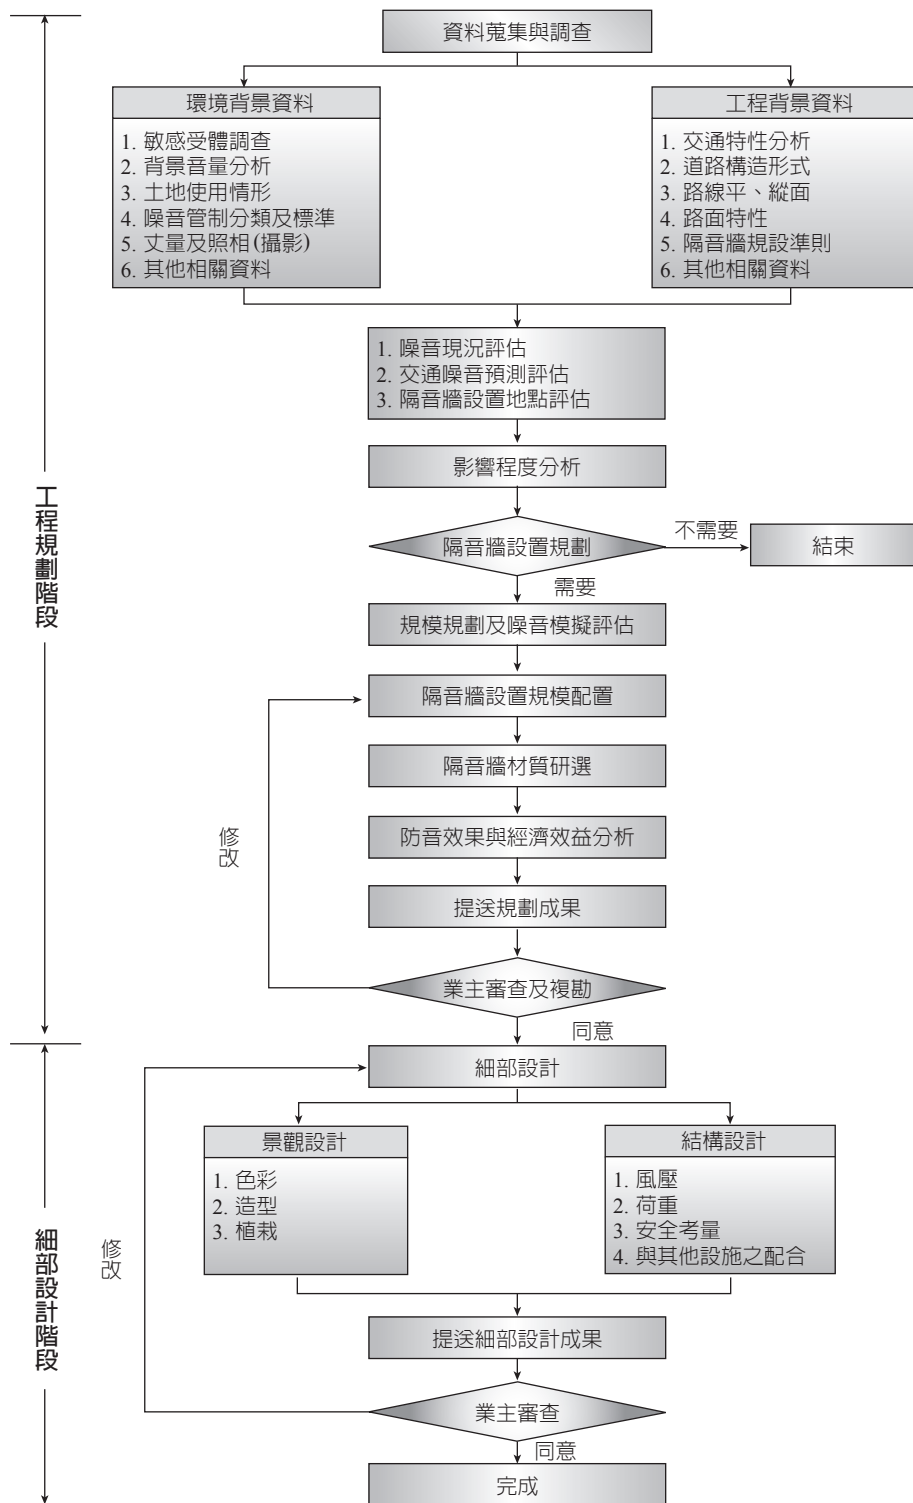 資料蒐集與調查
環境背景資料
1. 敏感受體調查
2. 背景音量分析
3. 土地使用情形
4. 噪音管制分類及標準
5. 丈量及照相(攝影)
6. 其他相關資料
工程背景資料
1. 交通特性分析
2. 道路構造形式
3. 路線平、縱面
4. 路面特性
5. 隔音牆規設準則
6. 其他相關資料
1. 噪音現況評估
2. 交通噪音預測評估
3. 隔音牆設置地點評估
影響程度分析
隔音牆設置規劃
不需要
結束
需要
規模規劃及噪音模擬評估
隔音牆設置規模配置
隔音牆材質研選
防音效果與經濟效益分析
提送規劃成果
業主審查及複勘
修改
同意
工程規劃階段
細部設計
景觀設計
1. 色彩
2. 造型
3. 植栽
結構設計
1. 風壓
2. 荷重
3. 安全考量
4. 與其他設施之配合
提送細部設計成果
業主審查
修改
同意
完成
細部設計階段